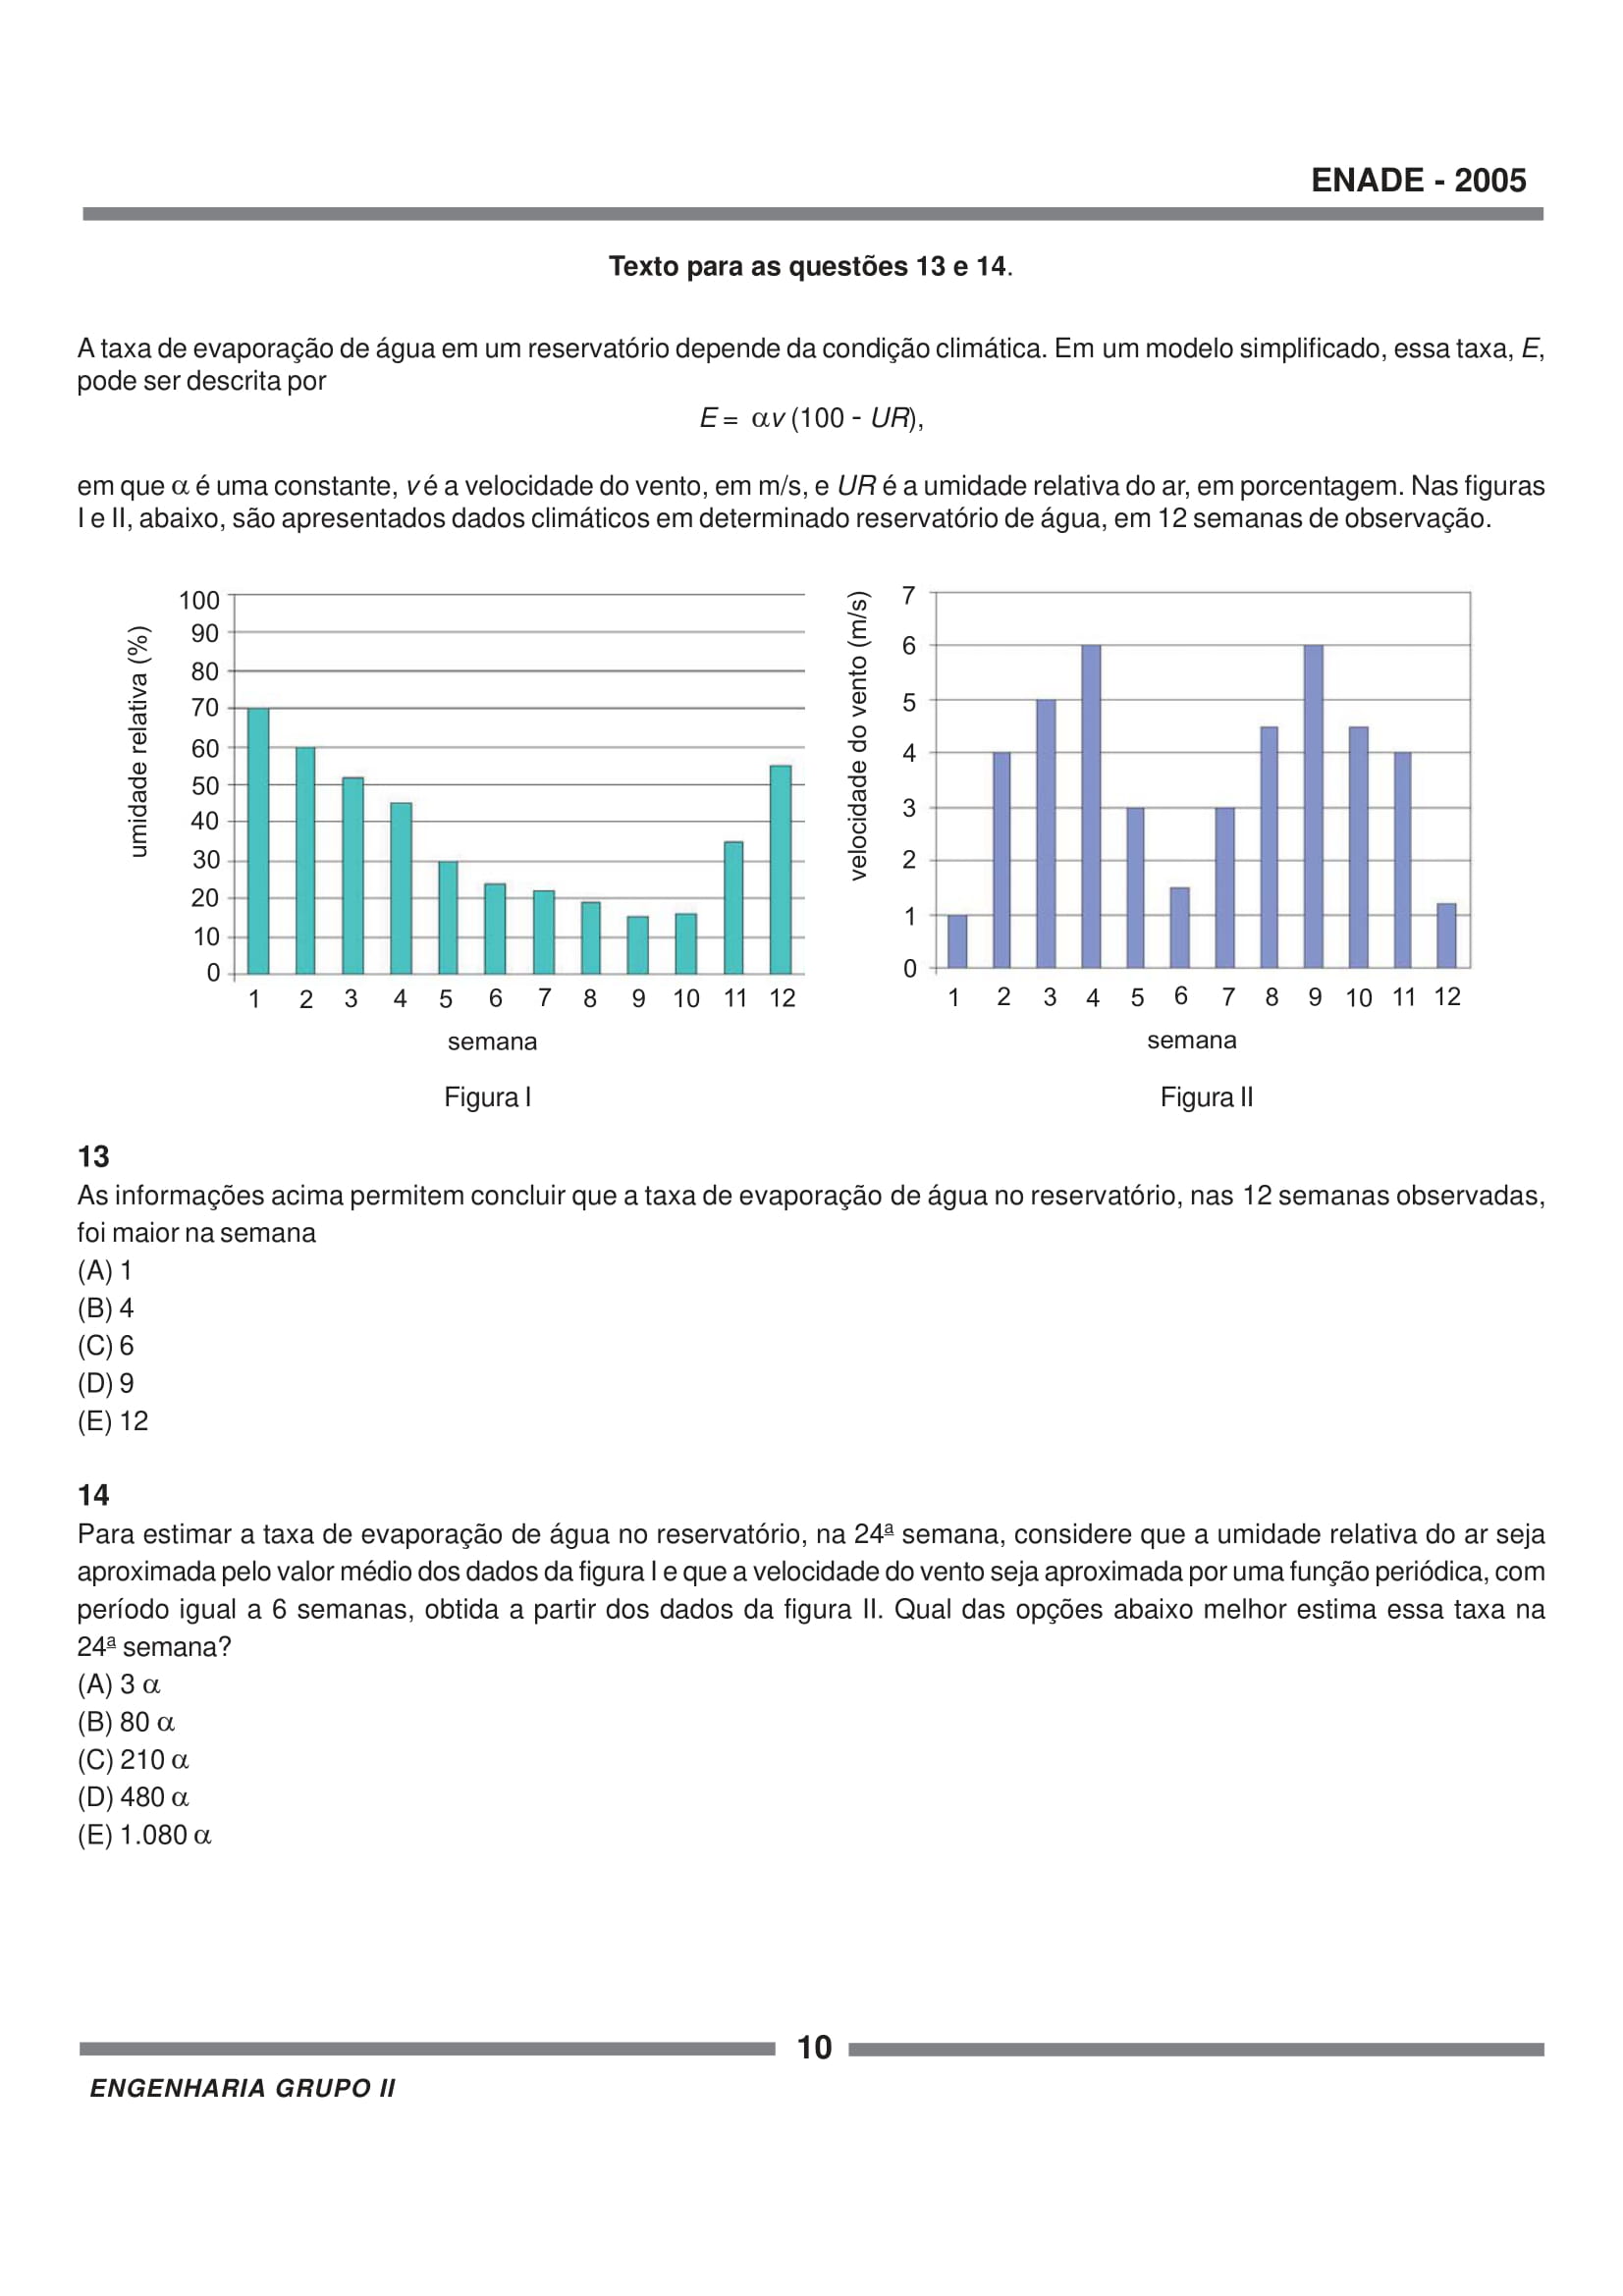 ENADE - 2005
Texto para as questões 13 e 14.
A taxa de evaporação de água em um reservatório depende da condição climática. Em um modelo simplificado, essa taxa, E,
pode ser descrita por
E = αv (100 - UR),
em que α é uma constante, v é a velocidade do vento, em m/s, e UR é a umidade relativa do ar, em porcentagem. Nas figuras
I e II, abaixo, são apresentados dados climáticos em determinado reservatório de água, em 12 semanas de observação.
umidade relativa (%)
100
90
80
70
60
50
40
30
20
10
0
1 2 3 4 5 6 7 8 9 10 11 12
semana
Figura I
velocidade do vento (m/s)
7
6
5
4
3
2
1
0
1 2 3 4 5 6 7 8 9 10 11 12
semana
Figura II
13
As informações acima permitem concluir que a taxa de evaporação de água no reservatório, nas 12 semanas observadas,
foi maior na semana
(A) 1
(B) 4
(C) 6
(D) 9
(E) 12
14
Para estimar a taxa de evaporação de água no reservatório, na 24ª semana, considere que a umidade relativa do ar seja
aproximada pelo valor médio dos dados da figura I e que a velocidade do vento seja aproximada por uma função periódica, com
período igual a 6 semanas, obtida a partir dos dados da figura II. Qual das opções abaixo melhor estima essa taxa na
24ª semana?
(A) 3 α
(B) 80 α
(C) 210 α
(D) 480 α
(E) 1.080 α
10
ENGENHARIA GRUPO II